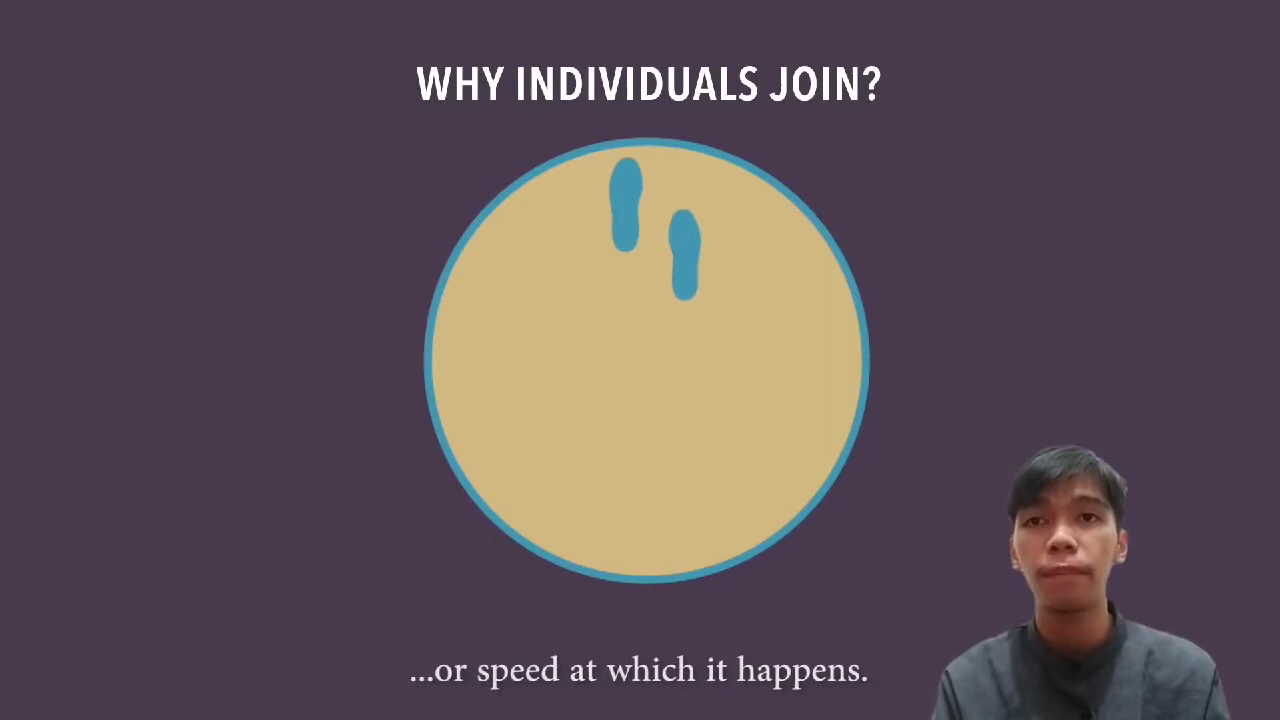 WHY INDIVIDUALS JOIN?
...or speed at which it happens.